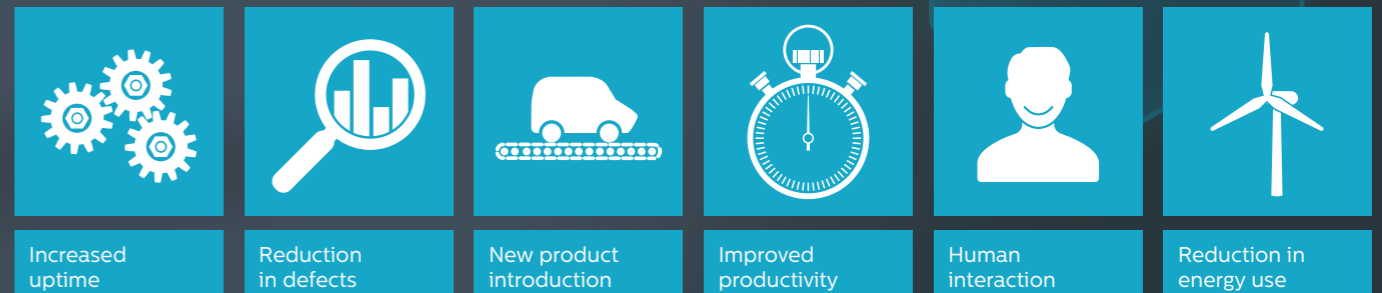 Increased
uptime
Reduction
in defects
New product
introduction
Improved
productivity
Human
interaction
Reduction in
energy use